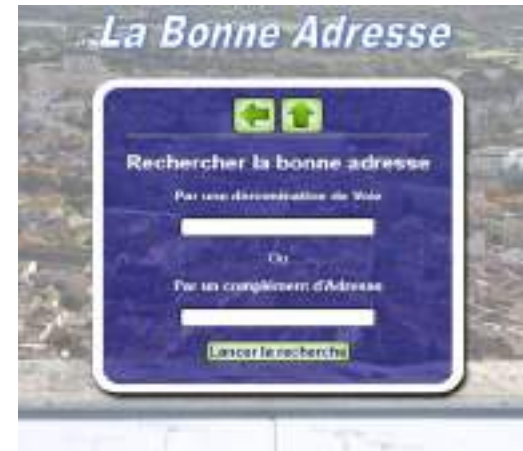 La Bonne Adresse
Rechercher la bonne adresse
Par une dénomination de Voie
Ou
Par un complément d'Adresse
Lancer la recherche